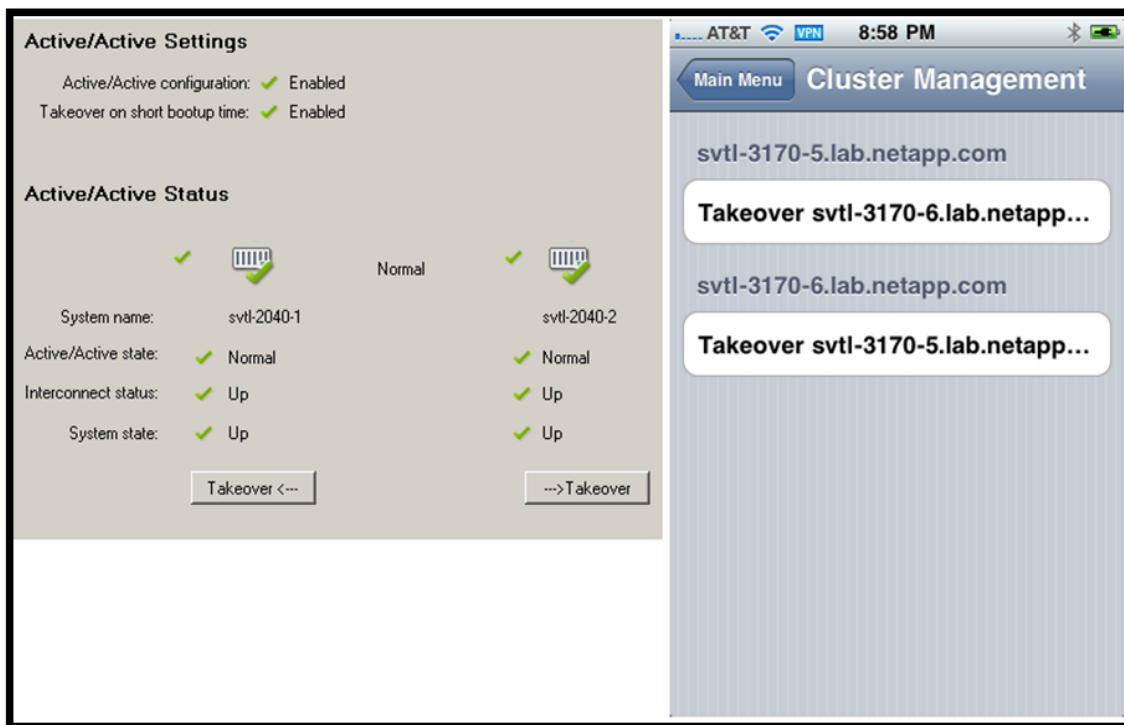 Active/Active Settings
Active/Active configuration: Enabled
Takeover on short bootup time: Enabled
Active/Active Status
Normal
System name: svtl-2040-1 svtl-2040-2
Active/Active state: Normal Normal
Interconnect status: Up Up
System state: Up Up
Takeover <--- --->Takeover
AT&T VPN 8:58 PM
Main Menu Cluster Management
svtl-3170-5.lab.netapp.com
Takeover svtl-3170-6.lab.netapp...
svtl-3170-6.lab.netapp.com
Takeover svtl-3170-5.lab.netapp...